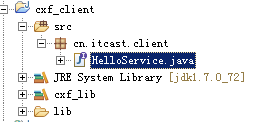 cxf_client
src
cn.itcast.client
HelloService.java
JRE System Library [jdk1.7.0_72]
cxf_lib
lib